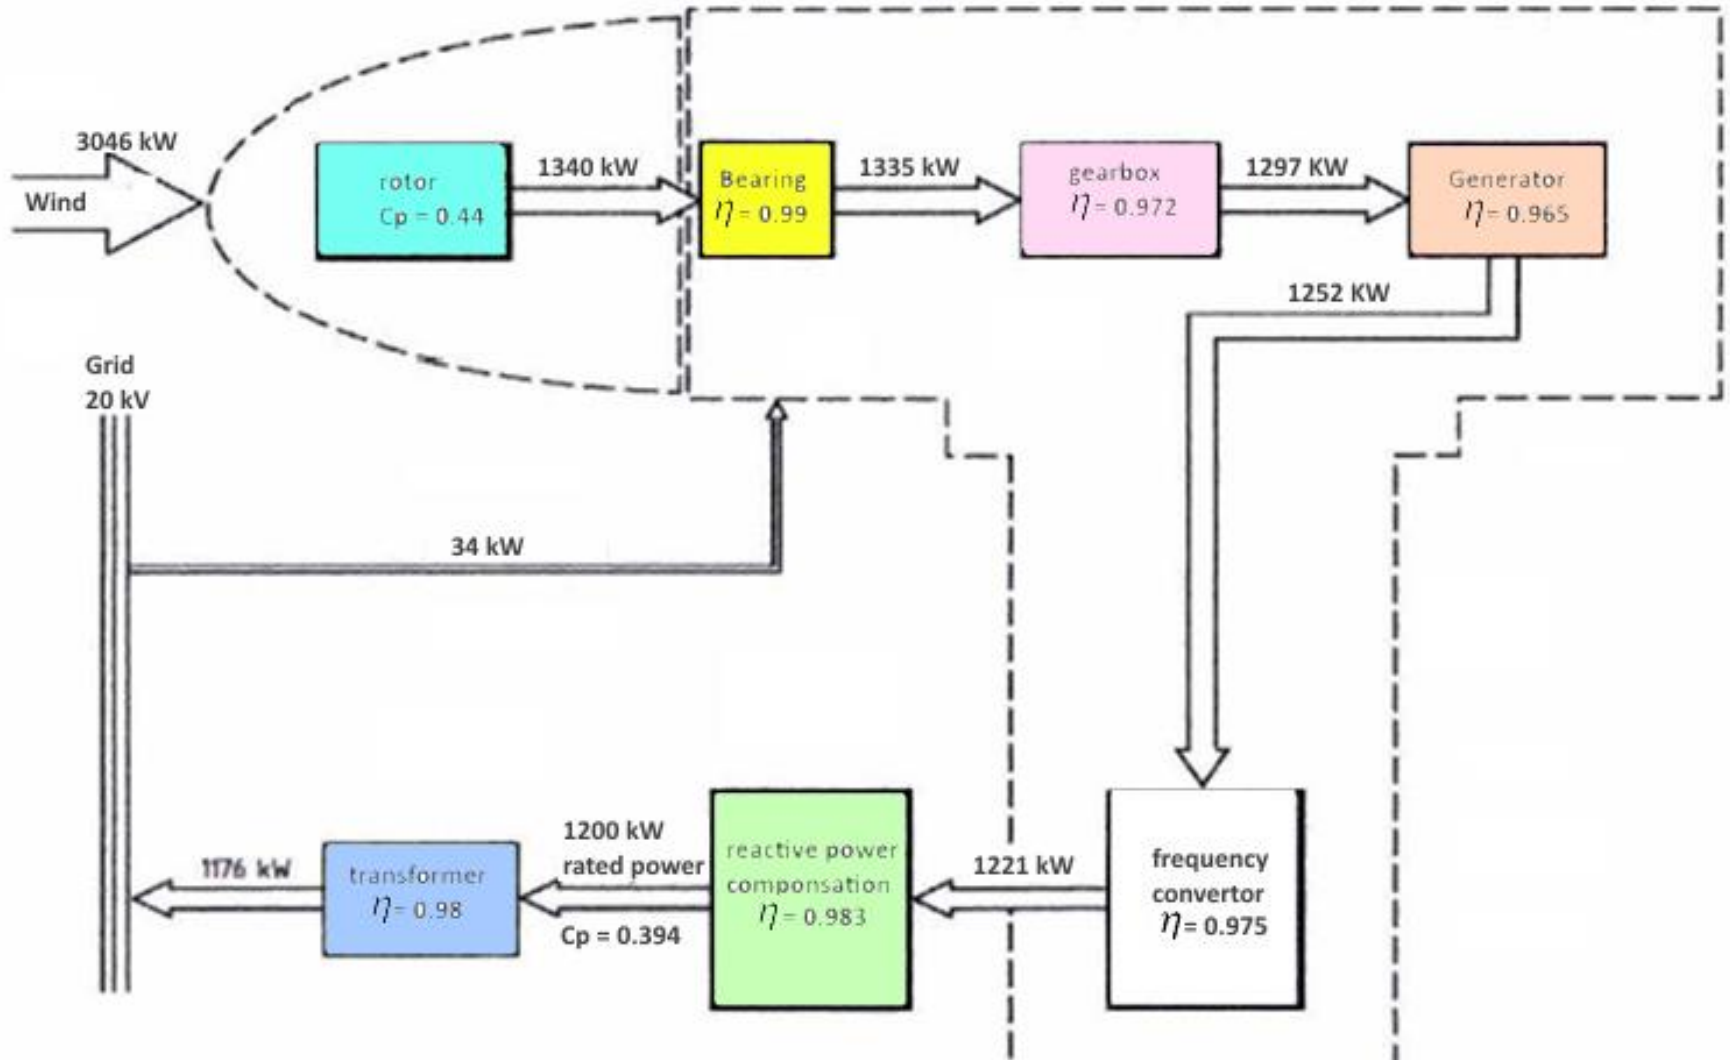 3046 kW
Wind
rotor
Cp = 0.44
1340 kW
Bearing
η = 0.99
1335 kW
gearbox
η = 0.972
1297 KW
Generator
η = 0.965
1252 KW
Grid
20 kV
34 kW
1176 kW
transformer
η = 0.98
1200 kW
rated power
Cp = 0.394
reactive power
componsation
η = 0.983
1221 kW
frequency
convertor
η = 0.975